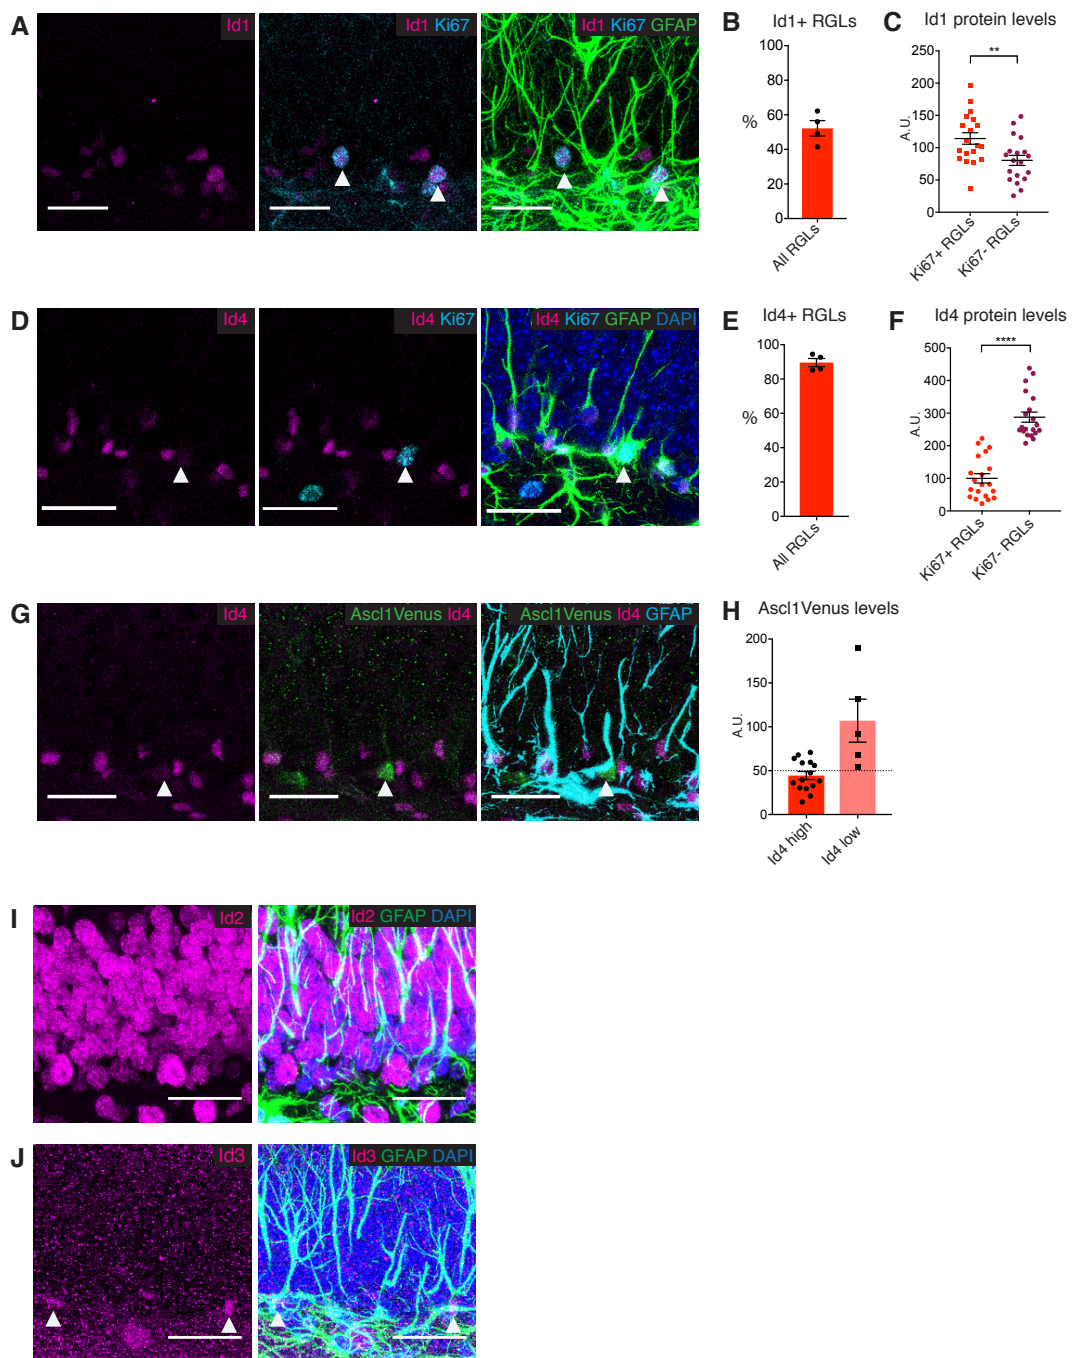 A
Id1
Id1 Ki67
Id1 Ki67 GFAP
B
Id1+ RGLs
100
80
60
%
40
20
0
All RGLs
C
Id1 protein levels
**
250
200
150
A.U.
100
50
0
Ki67+ RGLs
Ki67- RGLs
D
Id4
Id4 Ki67
Id4 Ki67 GFAP DAPI
E
Id4+ RGLs
100
80
60
%
40
20
0
All RGLs
F
Id4 protein levels
****
500
400
300
A.U.
200
100
0
Ki67+ RGLs
Ki67- RGLs
G
Id4
Ascl1Venus Id4
Ascl1Venus Id4 GFAP
H
Ascl1Venus levels
200
150
A.U.
100
50
0
Id4 high
Id4 low
I
Id2
Id2 GFAP DAPI
J
Id3
Id3 GFAP DAPI